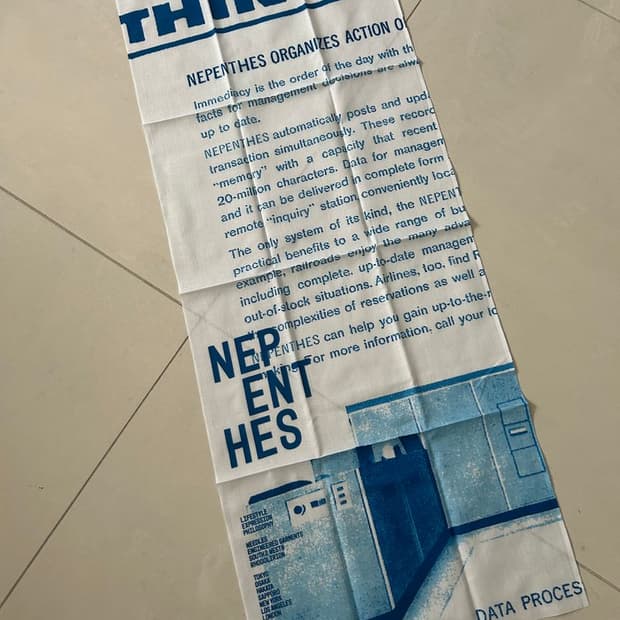 THIN
NEPENTHES ORGANIZES ACTION O
Immediacy is the order of the day with th
facts for management decisions are alwa
up to date.
NEPENTHES automatically posts and upd
transaction simultaneously. These record
"memory" with a capacity that recent
20-million characters. Data for managem
and it can be delivered in complete form
remote "inquiry" station conveniently loca
The only system of its kind, the NEPENT
practical benefits to a wide range of bu
example, railroads enjoy the many advan
including complete, up-to-date managem
out-of-stock situations. Airlines, too, find
complexities of reservations as well a
NEPENTHES can help you gain up-to-the-m
making. For more information, call your lo
NEP
ENT
HES
LIFESTYLE
EXPRESSION
PHILOSOPHY
NEEDLES
ENGINEERED GARMENTS
SOUTH2 WEST8
RHODOLIRION
TOKYO
OSAKA
HAKATA
SAPPORO
NEW YORK
LOS ANGELES
LONDON
DATA PROCES